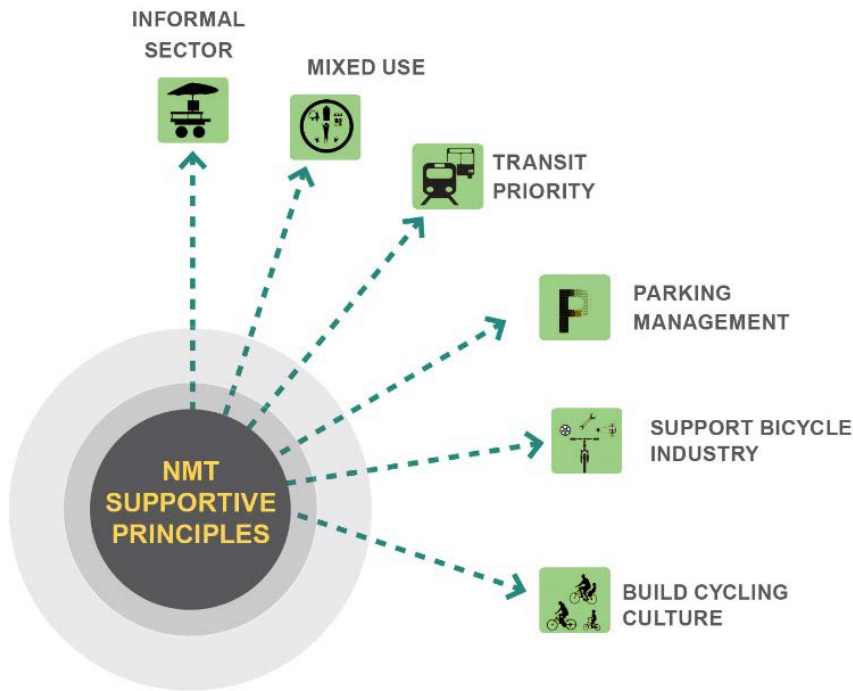 INFORMAL
SECTOR
MIXED USE
TRANSIT
PRIORITY
PARKING
MANAGEMENT
SUPPORT BICYCLE
INDUSTRY
NMT
SUPPORTIVE
PRINCIPLES
BUILD CYCLING
CULTURE